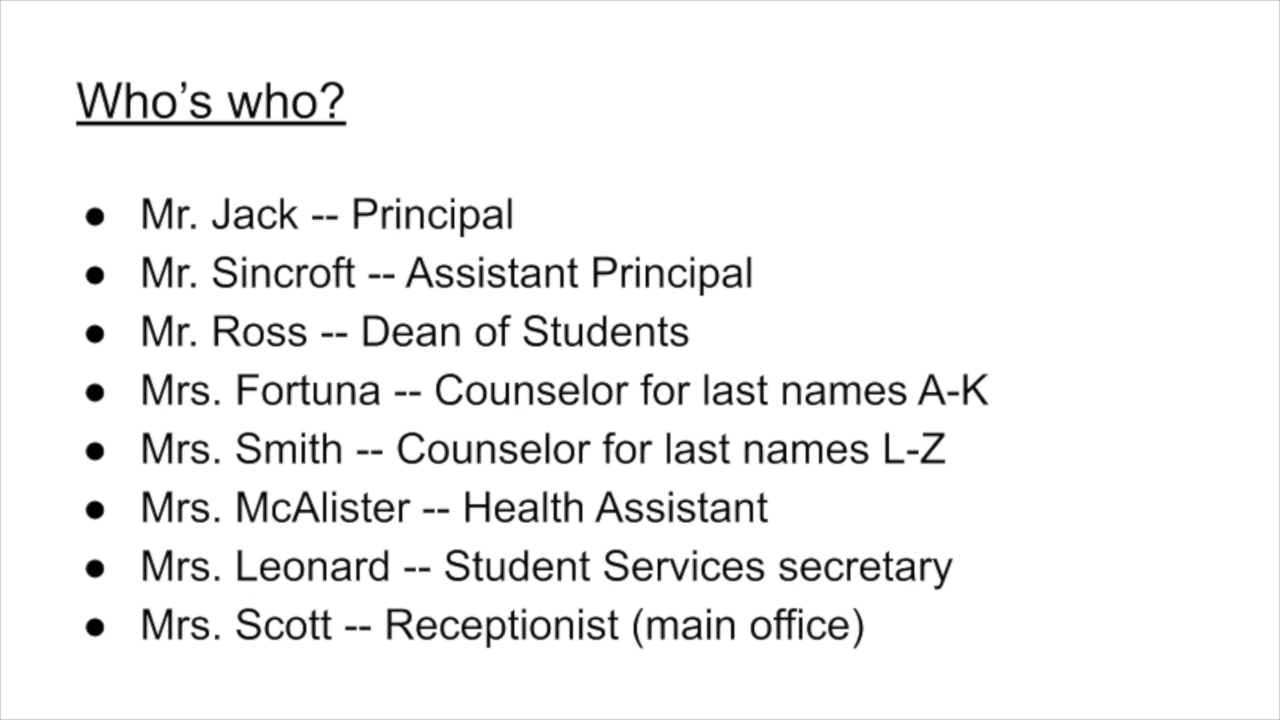 Who’s who?
● Mr. Jack -- Principal
● Mr. Sincroft -- Assistant Principal
● Mr. Ross -- Dean of Students
● Mrs. Fortuna -- Counselor for last names A-K
● Mrs. Smith -- Counselor for last names L-Z
● Mrs. McAlister -- Health Assistant
● Mrs. Leonard -- Student Services secretary
● Mrs. Scott -- Receptionist (main office)